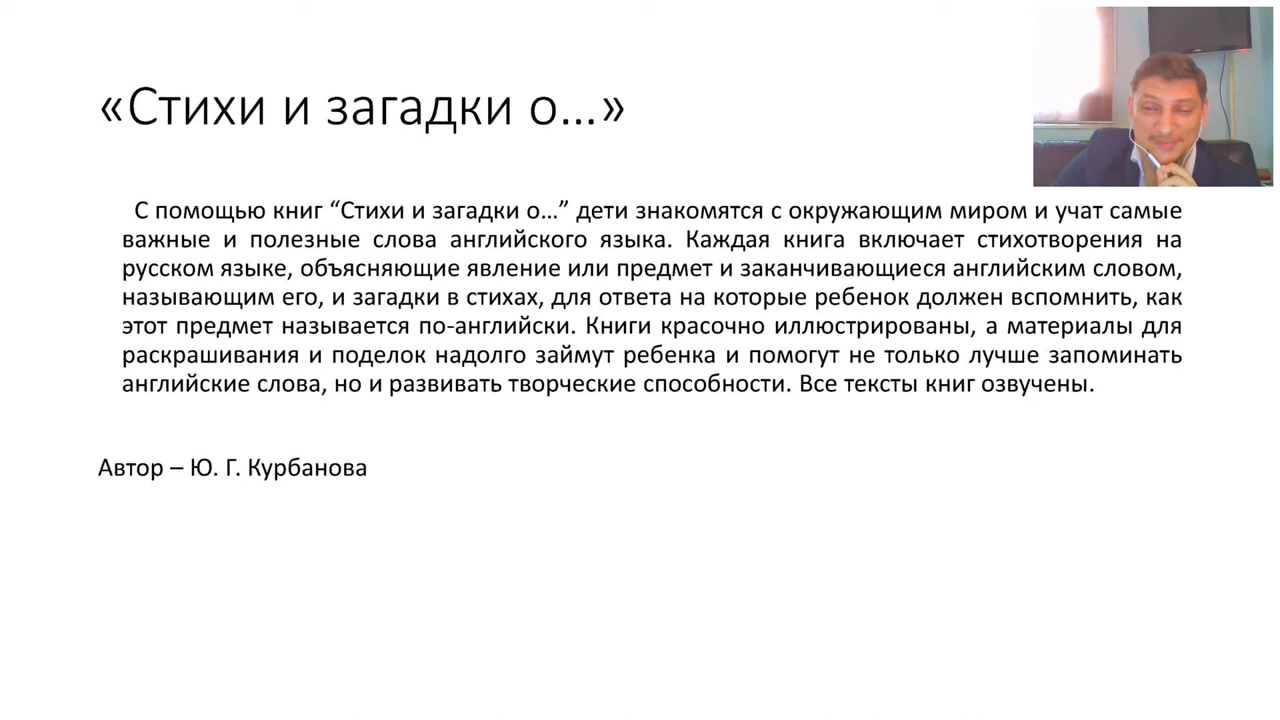 «Стихи и загадки о…»
С помощью книг “Стихи и загадки о…” дети знакомятся с окружающим миром и учат самые
важные и полезные слова английского языка. Каждая книга включает стихотворения на
русском языке, объясняющие явление или предмет и заканчивающиеся английским словом,
называющим его, и загадки в стихах, для ответа на которые ребенок должен вспомнить, как
этот предмет называется по-английски. Книги красочно иллюстрированы, а материалы для
раскрашивания и поделок надолго займут ребенка и помогут не только лучше запоминать
английские слова, но и развивать творческие способности. Все тексты книг озвучены.
Автор – Ю. Г. Курбанова